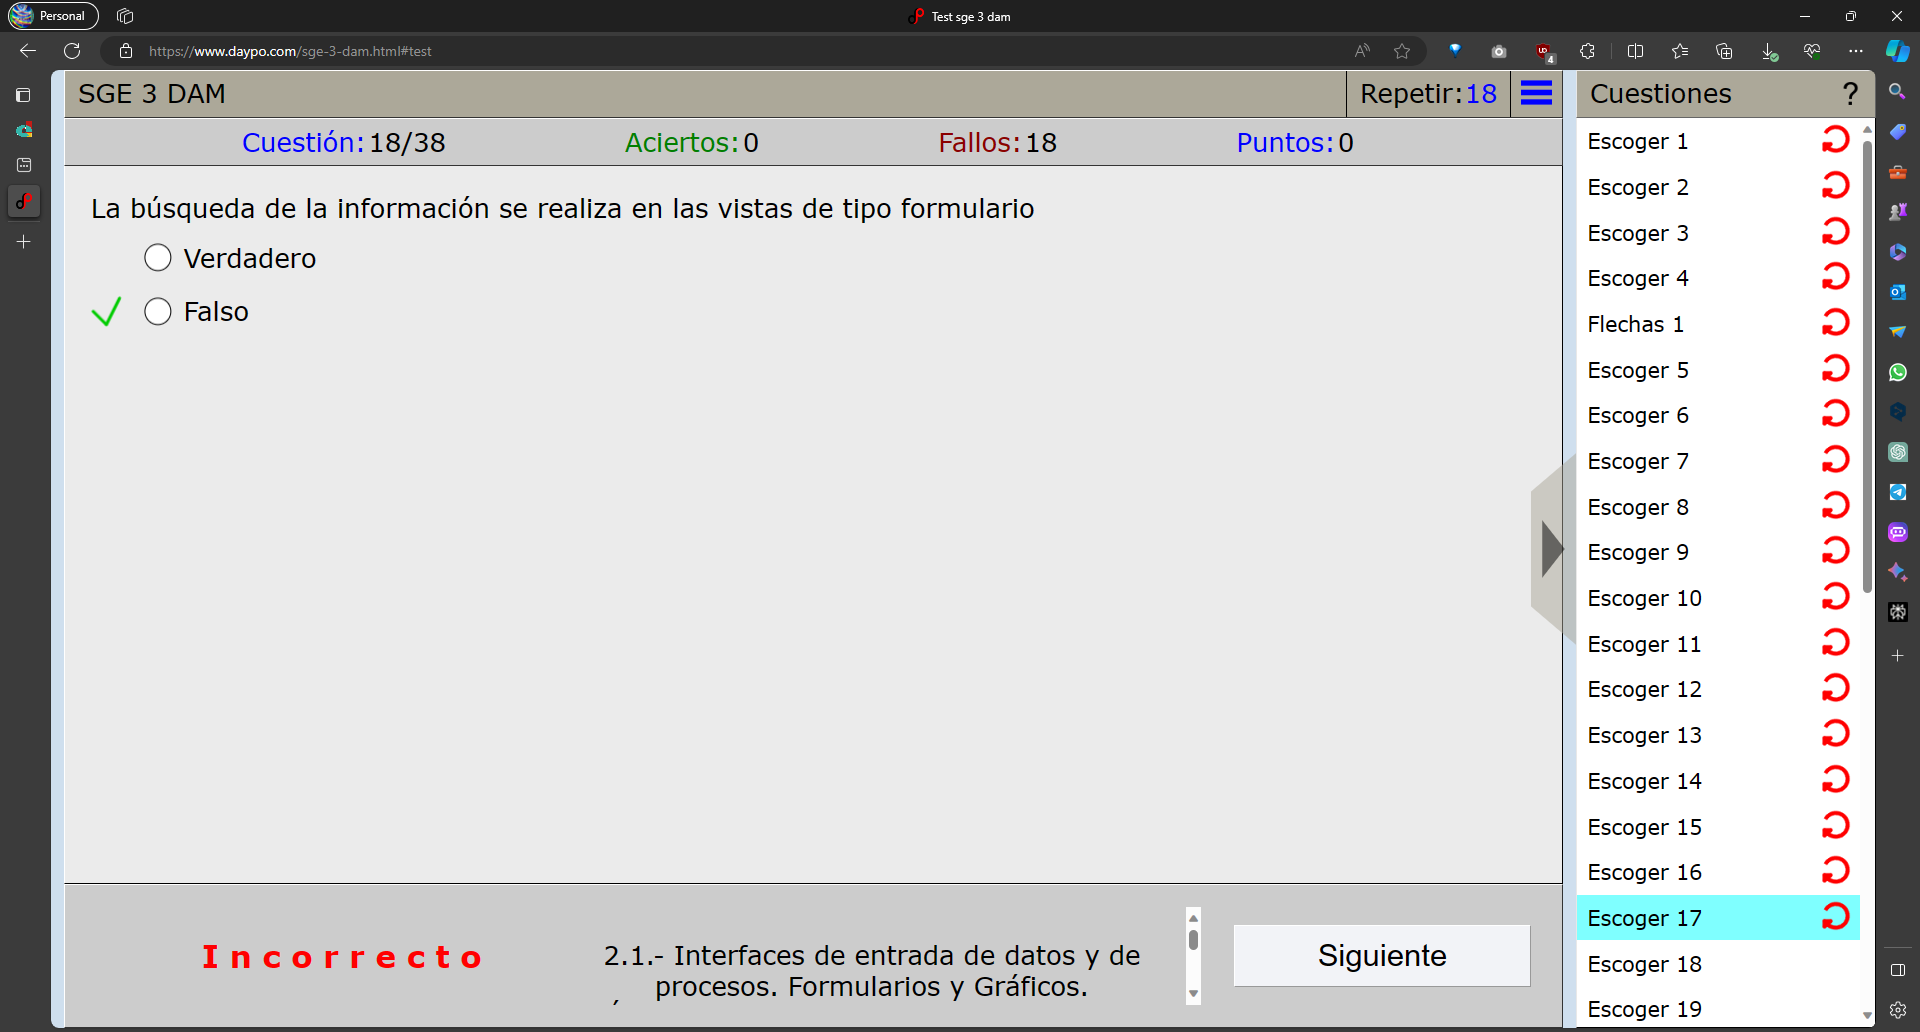 Personal
Test sge 3 dam
https://www.daypo.com/sge-3-dam.html#test
4
SGE 3 DAM
Repetir:18
Cuestiones
?
Cuestión:18/38
Aciertos:0
Fallos:18
Puntos:0
La búsqueda de la información se realiza en las vistas de tipo formulario
Verdadero
Falso
Escoger 1
Escoger 2
Escoger 3
Escoger 4
Flechas 1
Escoger 5
Escoger 6
Escoger 7
Escoger 8
Escoger 9
Escoger 10
Escoger 11
Escoger 12
Escoger 13
Escoger 14
Escoger 15
Escoger 16
Escoger 17
Escoger 18
Escoger 19
Incorrecto
2.1.- Interfaces de entrada de datos y de
procesos. Formularios y Gráficos.
Siguiente